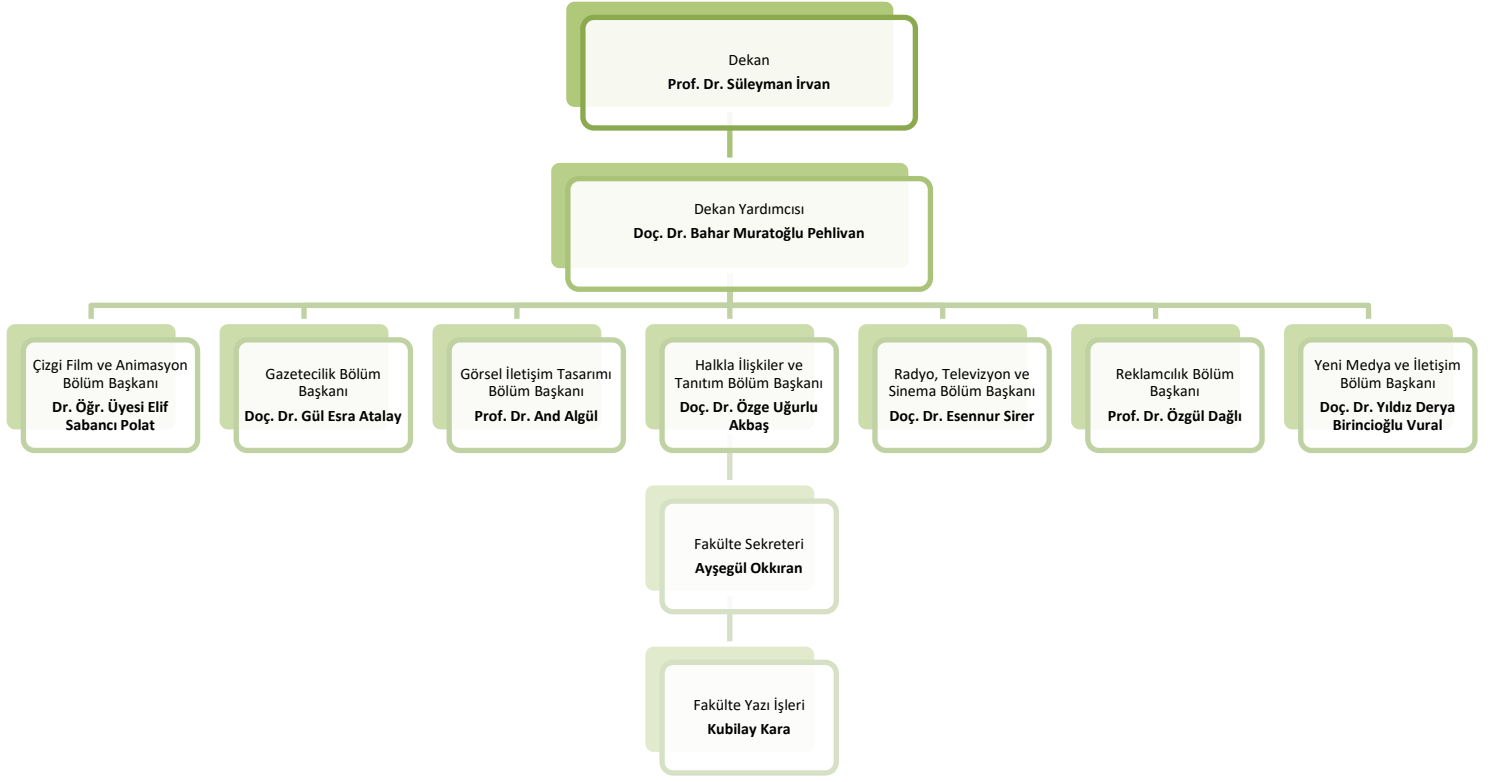 Dekan
Prof. Dr. Süleyman İrvan
Dekan Yardımcısı
Doç. Dr. Bahar Muratoğlu Pehlivan
Çizgi Film ve Animasyon
Bölüm Başkanı
Dr. Öğr. Üyesi Elif
Sabancı Polat
Gazetecilik Bölüm
Başkanı
Doç. Dr. Gül Esra Atalay
Görsel İletişim Tasarımı
Bölüm Başkanı
Prof. Dr. And Algül
Halkla İlişkiler ve
Tanıtım Bölüm Başkanı
Doç. Dr. Özge Uğurlu
Akbaş
Radyo, Televizyon ve
Sinema Bölüm Başkanı
Doç. Dr. Esennur Sirer
Reklamcılık Bölüm
Başkanı
Prof. Dr. Özgül Dağlı
Yeni Medya ve İletişim
Bölüm Başkanı
Doç. Dr. Yıldız Derya
Birincioğlu Vural
Fakülte Sekreteri
Ayşegül Okkıran
Fakülte Yazı İşleri
Kubilay Kara